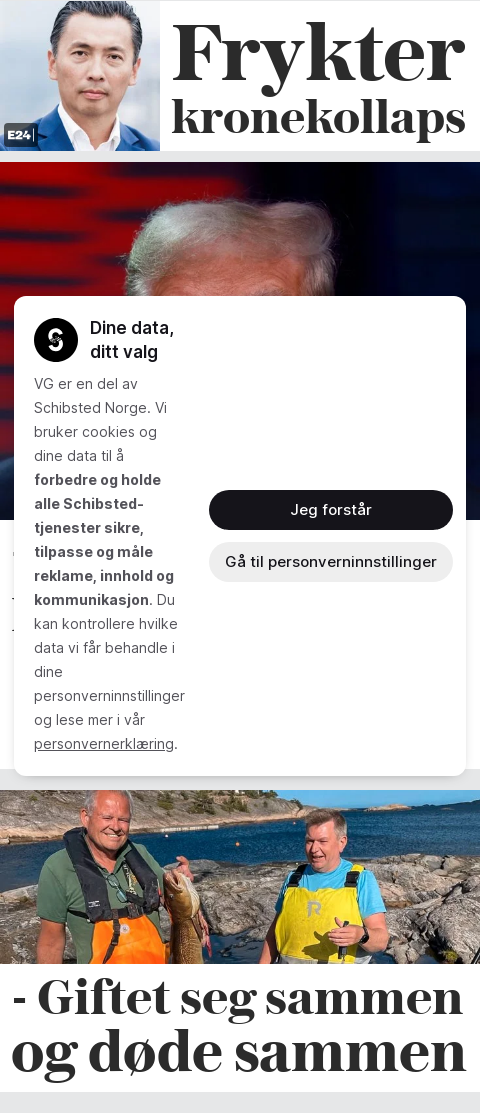 Frykter
kronekollaps
E24
Dine data,
ditt valg
VG er en del av
Schibsted Norge. Vi
bruker cookies og
dine data til å
forbedre og holde
alle Schibsted-
tjenester sikre,
tilpasse og måle
reklame, innhold og
kommunikasjon. Du
kan kontrollere hvilke
data vi får behandle i
dine
personverninnstillinger
og lese mer i vår
personvernerklæring.
Jeg forstår
Gå til personverninnstillinger
- Giftet seg sammen
og døde sammen